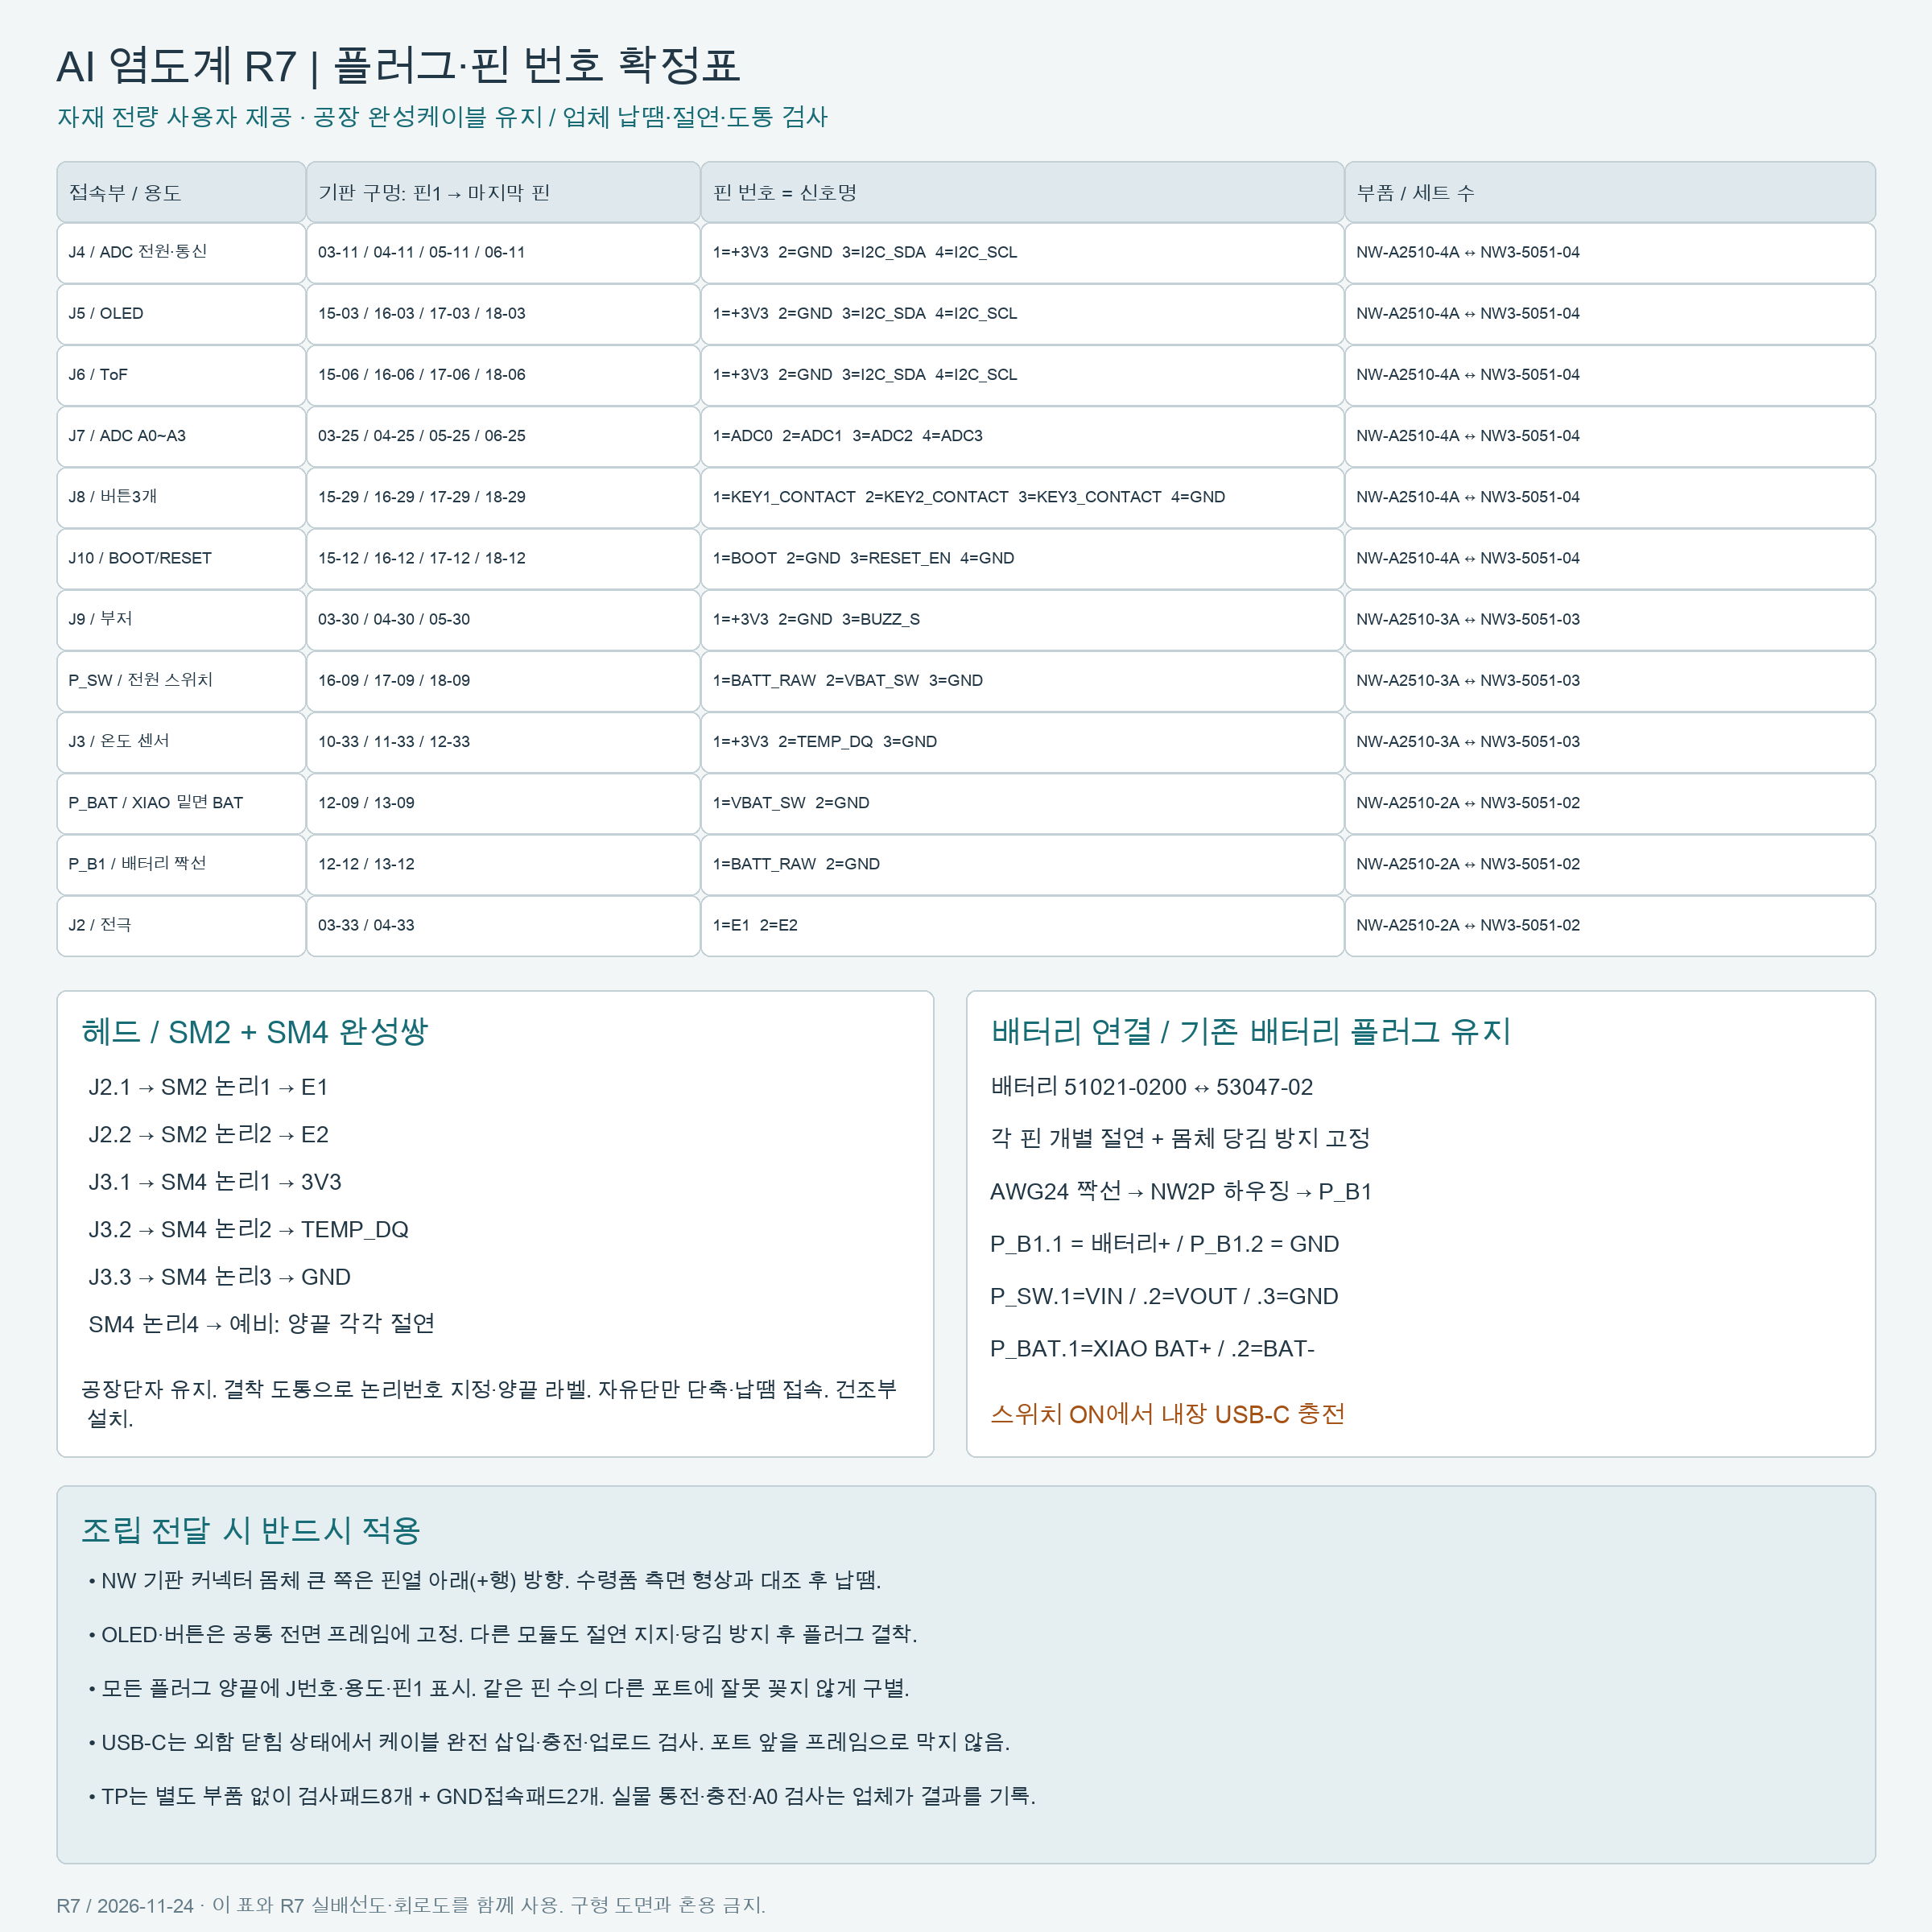 AI 염도계 R7 | 플러그·핀 번호 확정표
자재 전량 사용자 제공 · 공장 완성케이블 유지 / 업체 납땜·절연·도통 검사
접속부 / 용도 기판 구멍: 핀1 → 마지막 핀 핀 번호 = 신호명 부품 / 세트 수
J4 / ADC 전원·통신 03-11 / 04-11 / 05-11 / 06-11 1=+3V3 2=GND 3=I2C_SDA 4=I2C_SCL NW-A2510-4A ↔ NW3-5051-04
J5 / OLED 15-03 / 16-03 / 17-03 / 18-03 1=+3V3 2=GND 3=I2C_SDA 4=I2C_SCL NW-A2510-4A ↔ NW3-5051-04
J6 / ToF 15-06 / 16-06 / 17-06 / 18-06 1=+3V3 2=GND 3=I2C_SDA 4=I2C_SCL NW-A2510-4A ↔ NW3-5051-04
J7 / ADC A0~A3 03-25 / 04-25 / 05-25 / 06-25 1=ADC0 2=ADC1 3=ADC2 4=ADC3 NW-A2510-4A ↔ NW3-5051-04
J8 / 버튼3개 15-29 / 16-29 / 17-29 / 18-29 1=KEY1_CONTACT 2=KEY2_CONTACT 3=KEY3_CONTACT 4=GND NW-A2510-4A ↔ NW3-5051-04
J10 / BOOT/RESET 15-12 / 16-12 / 17-12 / 18-12 1=BOOT 2=GND 3=RESET_EN 4=GND NW-A2510-4A ↔ NW3-5051-04
J9 / 부저 03-30 / 04-30 / 05-30 1=+3V3 2=GND 3=BUZZ_S NW-A2510-3A ↔ NW3-5051-03
P_SW / 전원 스위치 16-09 / 17-09 / 18-09 1=BATT_RAW 2=VBAT_SW 3=GND NW-A2510-3A ↔ NW3-5051-03
J3 / 온도 센서 10-33 / 11-33 / 12-33 1=+3V3 2=TEMP_DQ 3=GND NW-A2510-3A ↔ NW3-5051-03
P_BAT / XIAO 밑면 BAT 12-09 / 13-09 1=VBAT_SW 2=GND NW-A2510-2A ↔ NW3-5051-02
P_B1 / 배터리 짝선 12-12 / 13-12 1=BATT_RAW 2=GND NW-A2510-2A ↔ NW3-5051-02
J2 / 전극 03-33 / 04-33 1=E1 2=E2 NW-A2510-2A ↔ NW3-5051-02
헤드 / SM2 + SM4 완성쌍
J2.1 → SM2 논리1 → E1
J2.2 → SM2 논리2 → E2
J3.1 → SM4 논리1 → 3V3
J3.2 → SM4 논리2 → TEMP_DQ
J3.3 → SM4 논리3 → GND
SM4 논리4 → 예비: 양끝 각각 절연
공장단자 유지. 결착 도통으로 논리번호 지정·양끝 라벨. 자유단만 단축·납땜 접속. 건조부
설치.
배터리 연결 / 기존 배터리 플러그 유지
배터리 51021-0200 ↔ 53047-02
각 핀 개별 절연 + 몸체 당김 방지 고정
AWG24 짝선 → NW2P 하우징 → P_B1
P_B1.1 = 배터리+ / P_B1.2 = GND
P_SW.1=VIN / .2=VOUT / .3=GND
P_BAT.1=XIAO BAT+ / .2=BAT-
스위치 ON에서 내장 USB-C 충전
조립 전달 시 반드시 적용
• NW 기판 커넥터 몸체 큰 쪽은 핀열 아래(+행) 방향. 수령품 측면 형상과 대조 후 납땜.
• OLED·버튼은 공통 전면 프레임에 고정. 다른 모듈도 절연 지지·당김 방지 후 플러그 결착.
• 모든 플러그 양끝에 J번호·용도·핀1 표시. 같은 핀 수의 다른 포트에 잘못 꽂지 않게 구별.
• USB-C는 외함 닫힘 상태에서 케이블 완전 삽입·충전·업로드 검사. 포트 앞을 프레임으로 막지 않음.
• TP는 별도 부품 없이 검사패드8개 + GND접속패드2개. 실물 통전·충전·A0 검사는 업체가 결과를 기록.
R7 / 2026-11-24 · 이 표와 R7 실배선도·회로도를 함께 사용. 구형 도면과 혼용 금지.